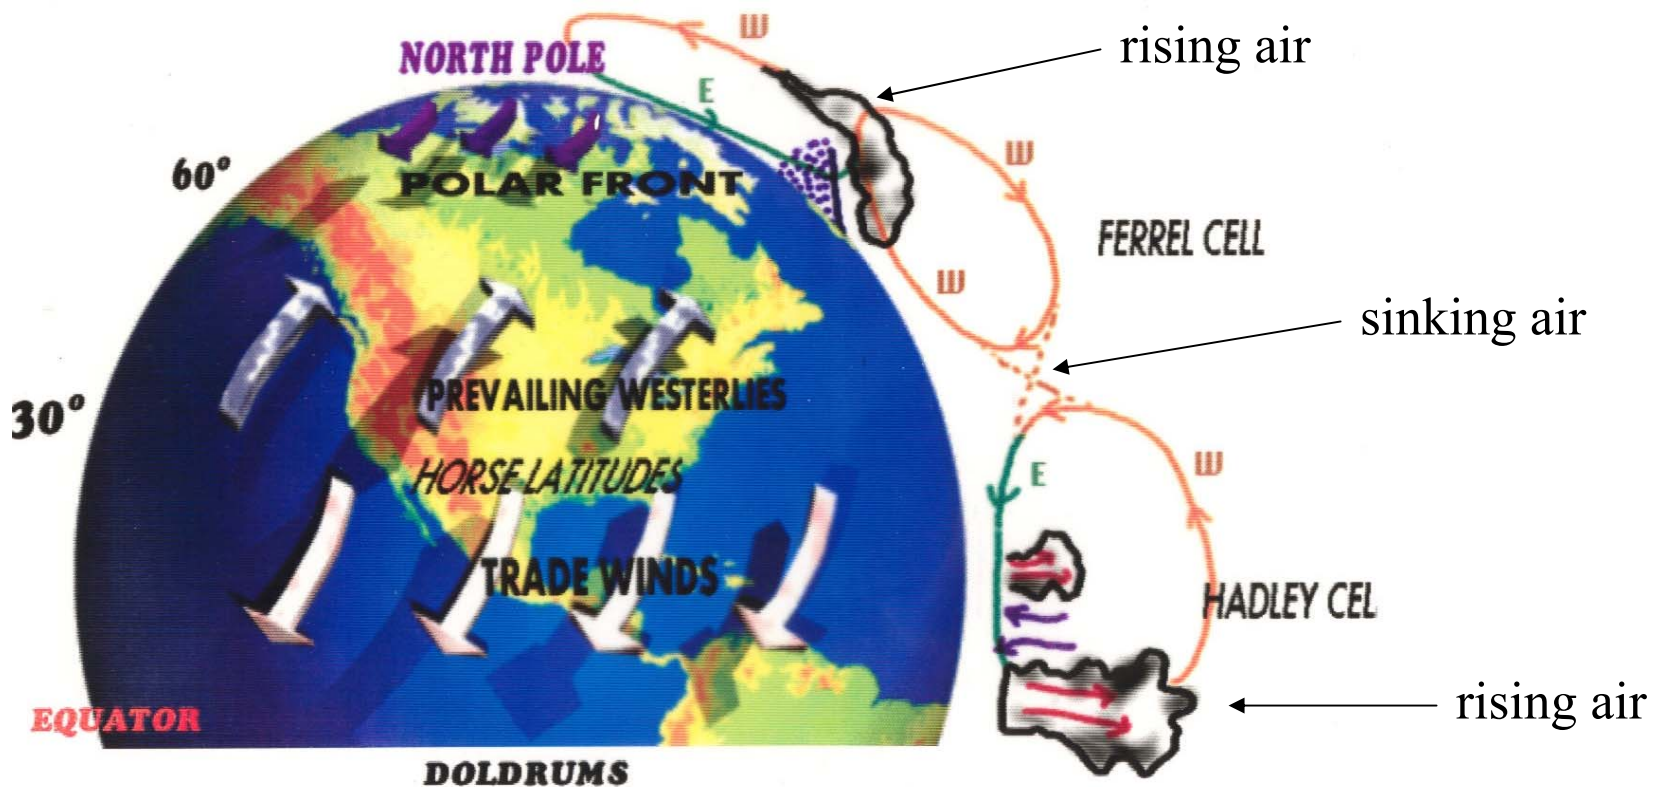 W
rising air
NORTH POLE
E
60°
POLAR FRONT
W
FERREL CELL
W
sinking air
PREVAILING WESTERLIES
30°
HORSE LATITUDES
E
W
TRADE WINDS
HADLEY CEL
rising air
EQUATOR
DOLDRUMS